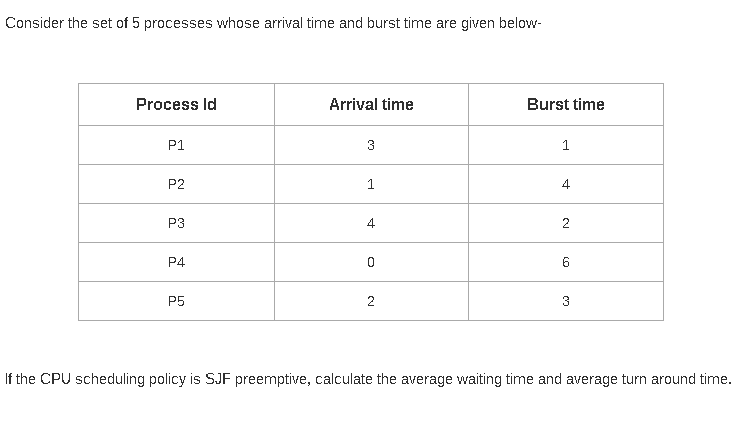 Consider the set of 5 processes whose arrival time and burst time are given below-
Process Id Arrival time Burst time
P1 3 1
P2 1 4
P3 4 2
P4 0 6
P5 2 3
If the CPU scheduling policy is SJF preemptive, calculate the average waiting time and average turn around time.